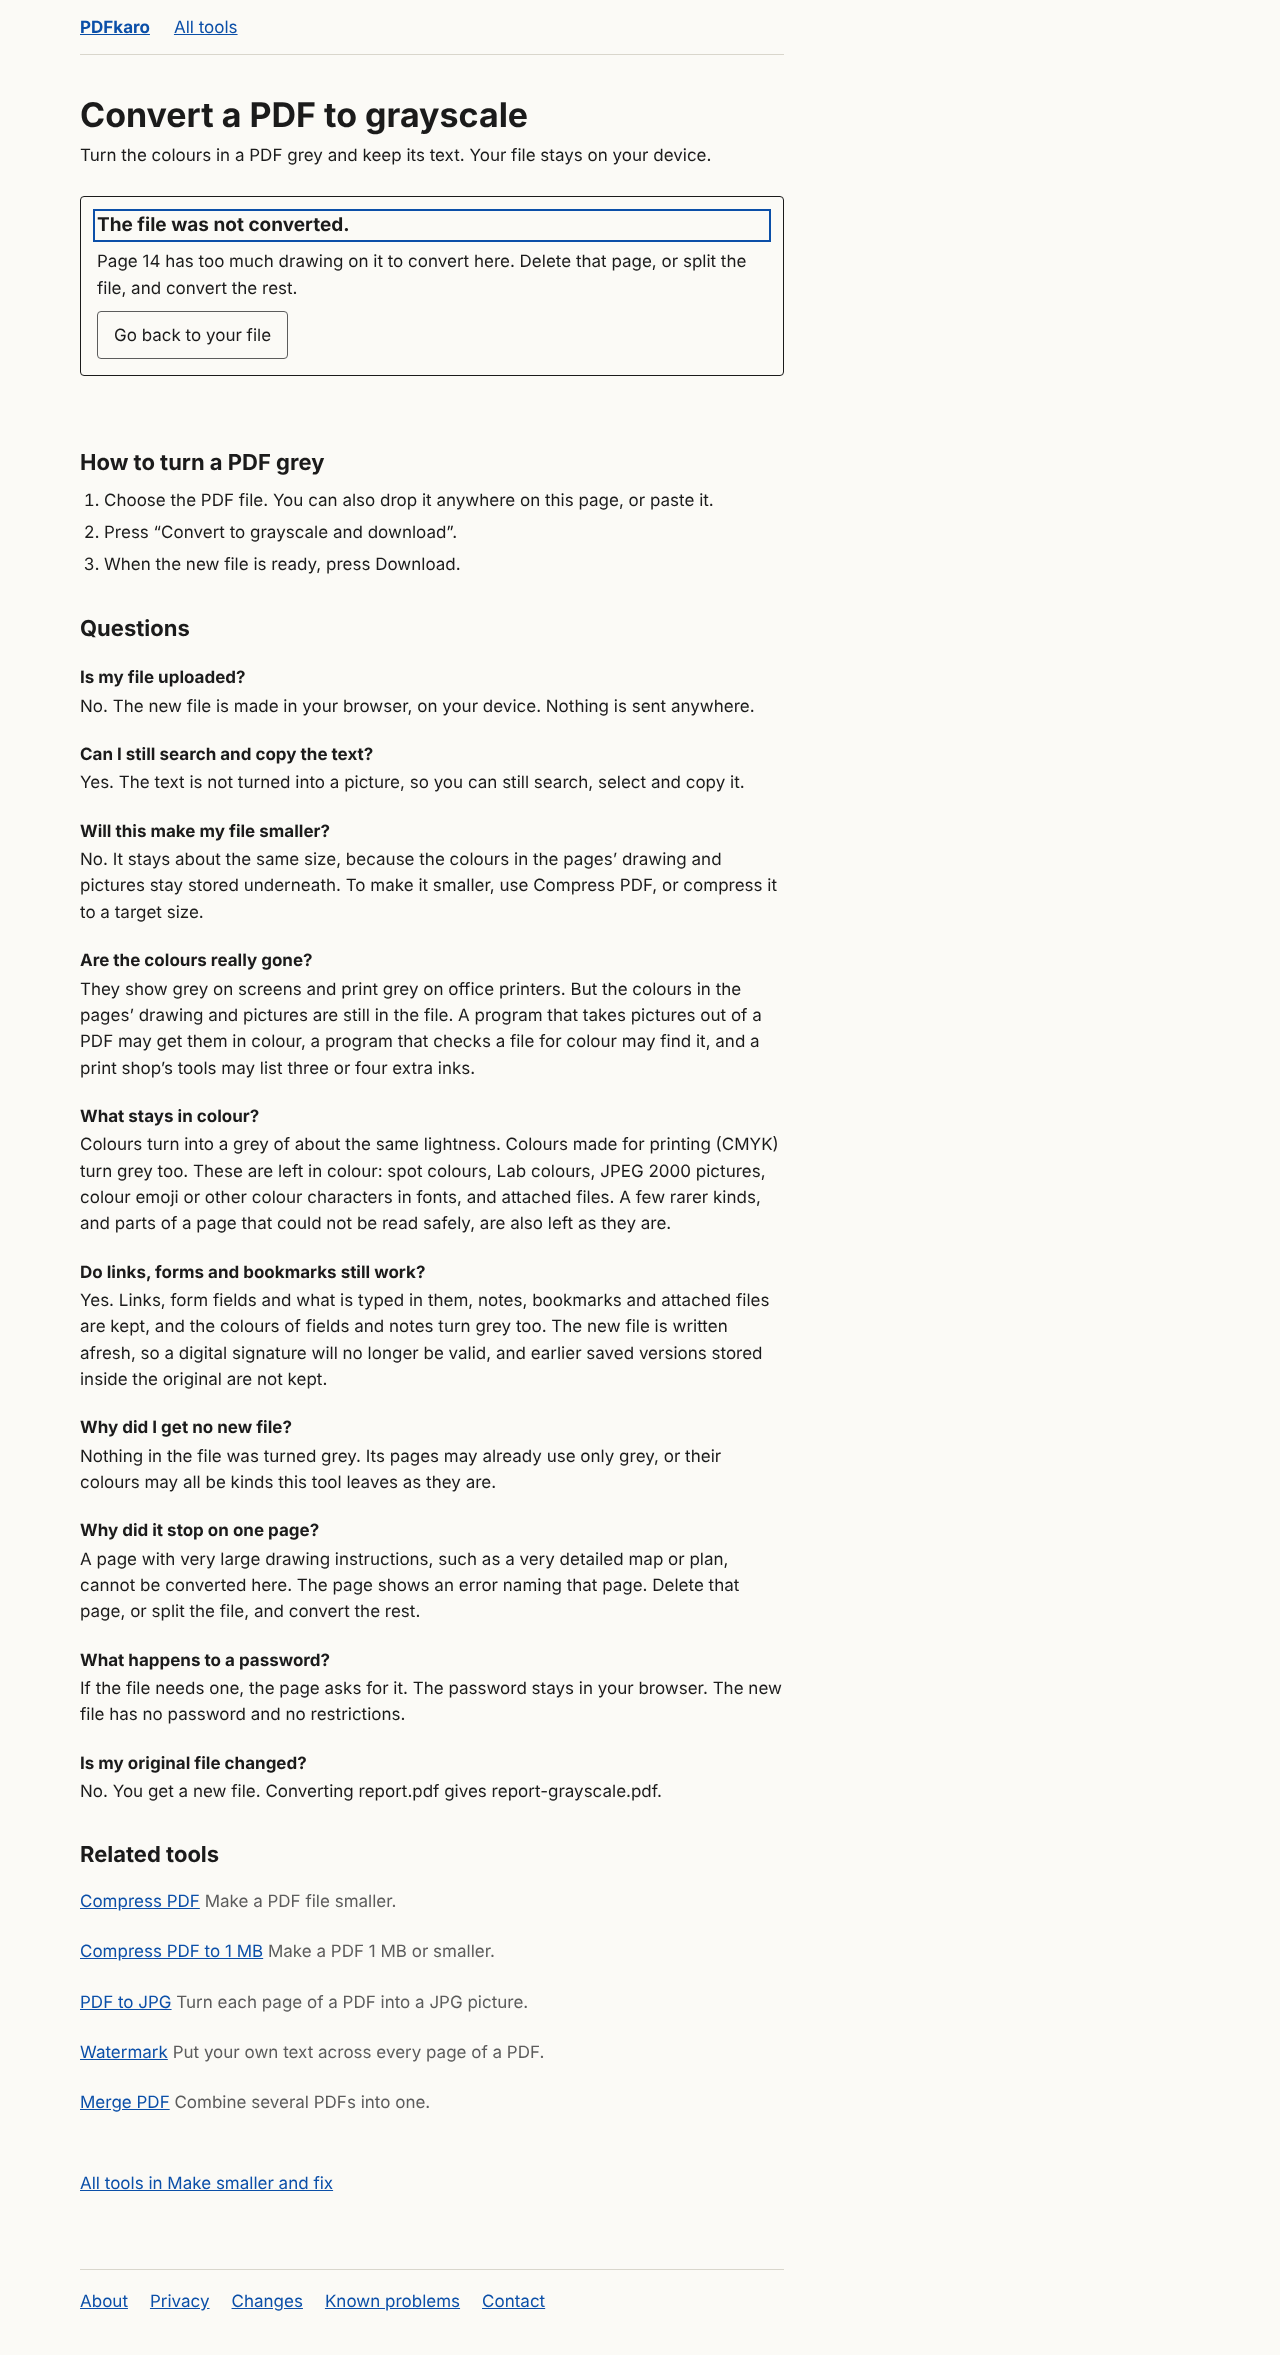 PDFkaro All tools
Convert a PDF to grayscale
Turn the colours in a PDF grey and keep its text. Your file stays on your device.
The file was not converted.
Page 14 has too much drawing on it to convert here. Delete that page, or split the
file, and convert the rest.
Go back to your file
How to turn a PDF grey
1. Choose the PDF file. You can also drop it anywhere on this page, or paste it.
2. Press “Convert to grayscale and download”.
3. When the new file is ready, press Download.
Questions
Is my file uploaded?
No. The new file is made in your browser, on your device. Nothing is sent anywhere.
Can I still search and copy the text?
Yes. The text is not turned into a picture, so you can still search, select and copy it.
Will this make my file smaller?
No. It stays about the same size, because the colours in the pages’ drawing and
pictures stay stored underneath. To make it smaller, use Compress PDF, or compress it
to a target size.
Are the colours really gone?
They show grey on screens and print grey on office printers. But the colours in the
pages’ drawing and pictures are still in the file. A program that takes pictures out of a
PDF may get them in colour, a program that checks a file for colour may find it, and a
print shop’s tools may list three or four extra inks.
What stays in colour?
Colours turn into a grey of about the same lightness. Colours made for printing (CMYK)
turn grey too. These are left in colour: spot colours, Lab colours, JPEG 2000 pictures,
colour emoji or other colour characters in fonts, and attached files. A few rarer kinds,
and parts of a page that could not be read safely, are also left as they are.
Do links, forms and bookmarks still work?
Yes. Links, form fields and what is typed in them, notes, bookmarks and attached files
are kept, and the colours of fields and notes turn grey too. The new file is written
afresh, so a digital signature will no longer be valid, and earlier saved versions stored
inside the original are not kept.
Why did I get no new file?
Nothing in the file was turned grey. Its pages may already use only grey, or their
colours may all be kinds this tool leaves as they are.
Why did it stop on one page?
A page with very large drawing instructions, such as a very detailed map or plan,
cannot be converted here. The page shows an error naming that page. Delete that
page, or split the file, and convert the rest.
What happens to a password?
If the file needs one, the page asks for it. The password stays in your browser. The new
file has no password and no restrictions.
Is my original file changed?
No. You get a new file. Converting report.pdf gives report-grayscale.pdf.
Related tools
Compress PDF Make a PDF file smaller.
Compress PDF to 1 MB Make a PDF 1 MB or smaller.
PDF to JPG Turn each page of a PDF into a JPG picture.
Watermark Put your own text across every page of a PDF.
Merge PDF Combine several PDFs into one.
All tools in Make smaller and fix
About Privacy Changes Known problems Contact